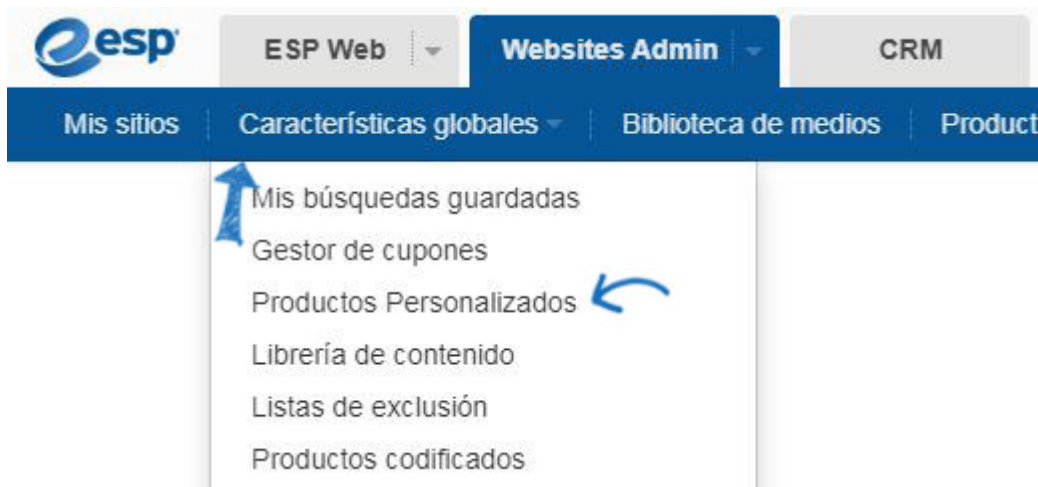 esp ESP Web Websites Admin CRM
Mis sitios Características globales Biblioteca de medios Product
Mis búsquedas guardadas
Gestor de cupones
Productos Personalizados
Librería de contenido
Listas de exclusión
Productos codificados